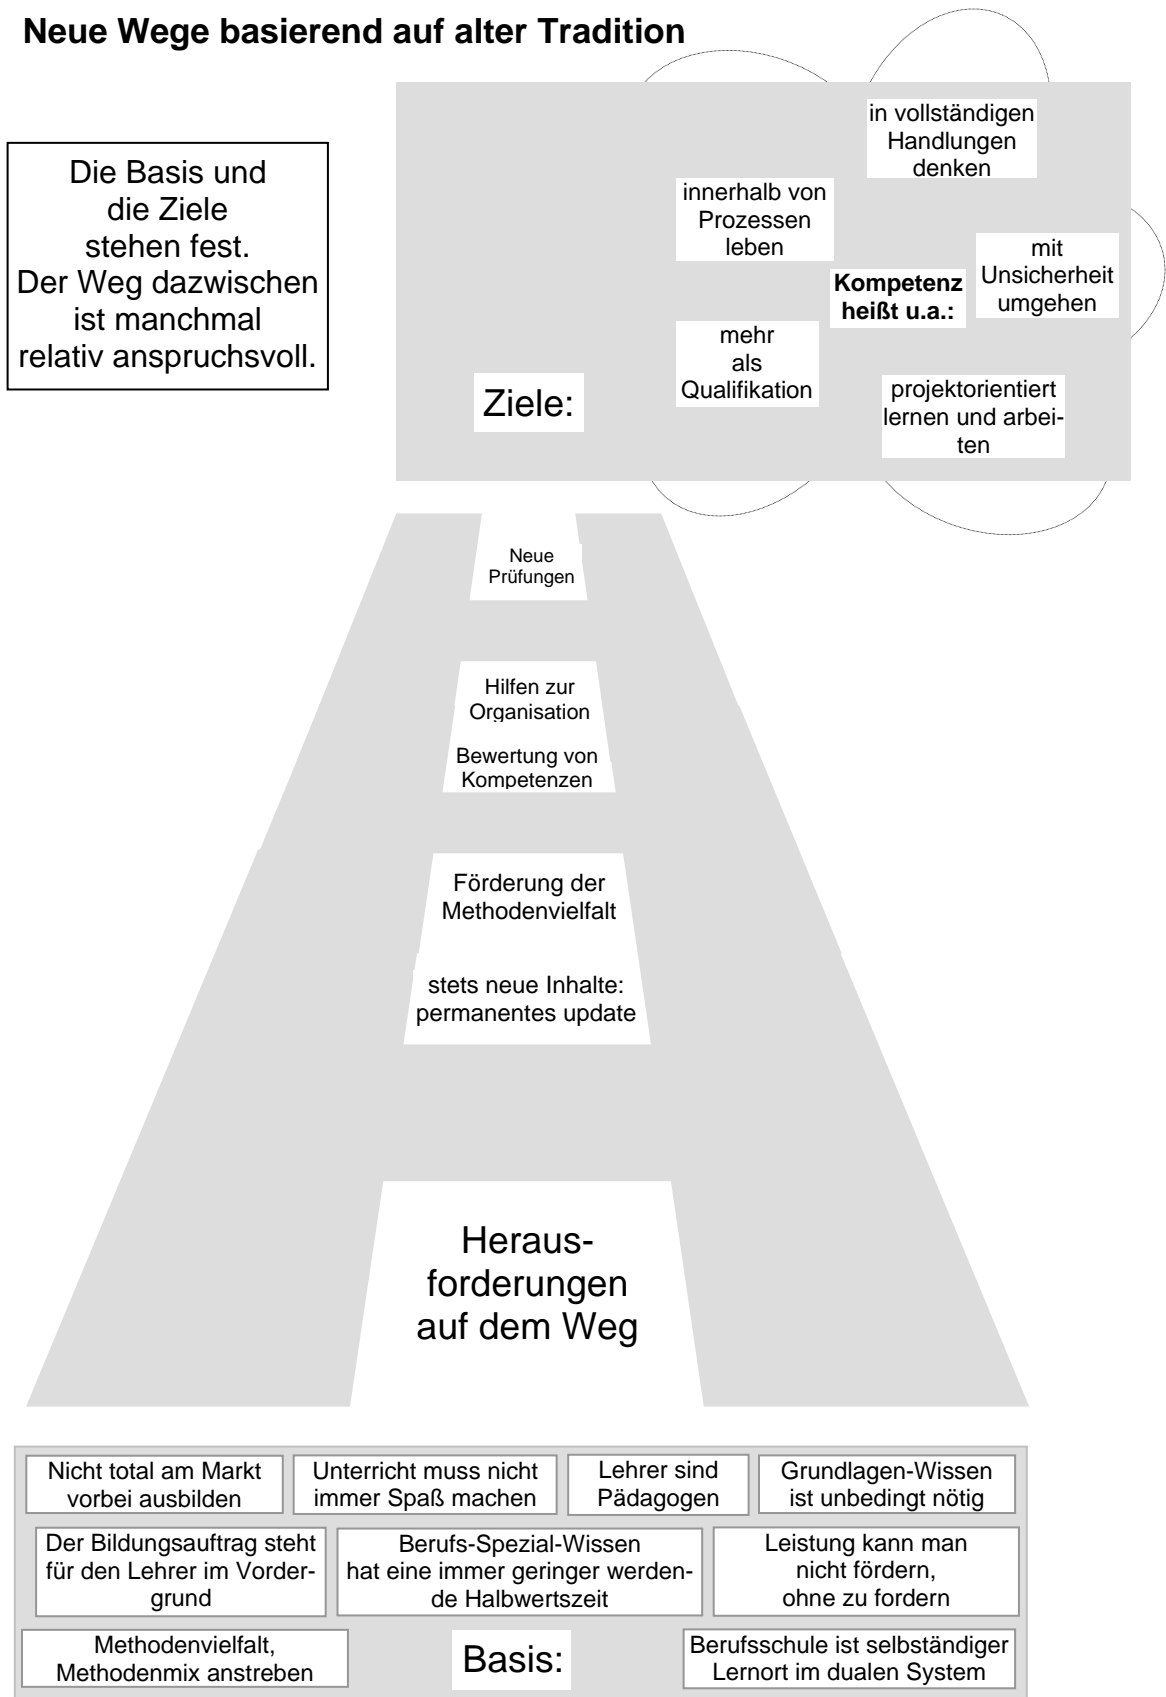 Neue Wege basierend auf alter Tradition
Die Basis und
die Ziele
stehen fest.
Der Weg dazwischen
ist manchmal
relativ anspruchsvoll.
in vollständigen
Handlungen
denken
innerhalb von
Prozessen
leben
mit
Unsicherheit
umgehen
Kompetenz
heißt u.a.:
mehr
als
Qualifikation
projektorientiert
lernen und arbei-
ten
Ziele:
Neue
Prüfungen
Hilfen zur
Organisation
Bewertung von
Kompetenzen
Förderung der
Methodenvielfalt
stets neue Inhalte:
permanentes update
Heraus-
forderungen
auf dem Weg
Nicht total am Markt
vorbei ausbilden
Unterricht muss nicht
immer Spaß machen
Lehrer sind
Pädagogen
Grundlagen-Wissen
ist unbedingt nötig
Der Bildungsauftrag steht
für den Lehrer im Vorder-
grund
Berufs-Spezial-Wissen
hat eine immer geringer werden-
de Halbwertszeit
Leistung kann man
nicht fördern,
ohne zu fordern
Methodenvielfalt,
Methodenmix anstreben
Basis:
Berufsschule ist selbständiger
Lernort im dualen System